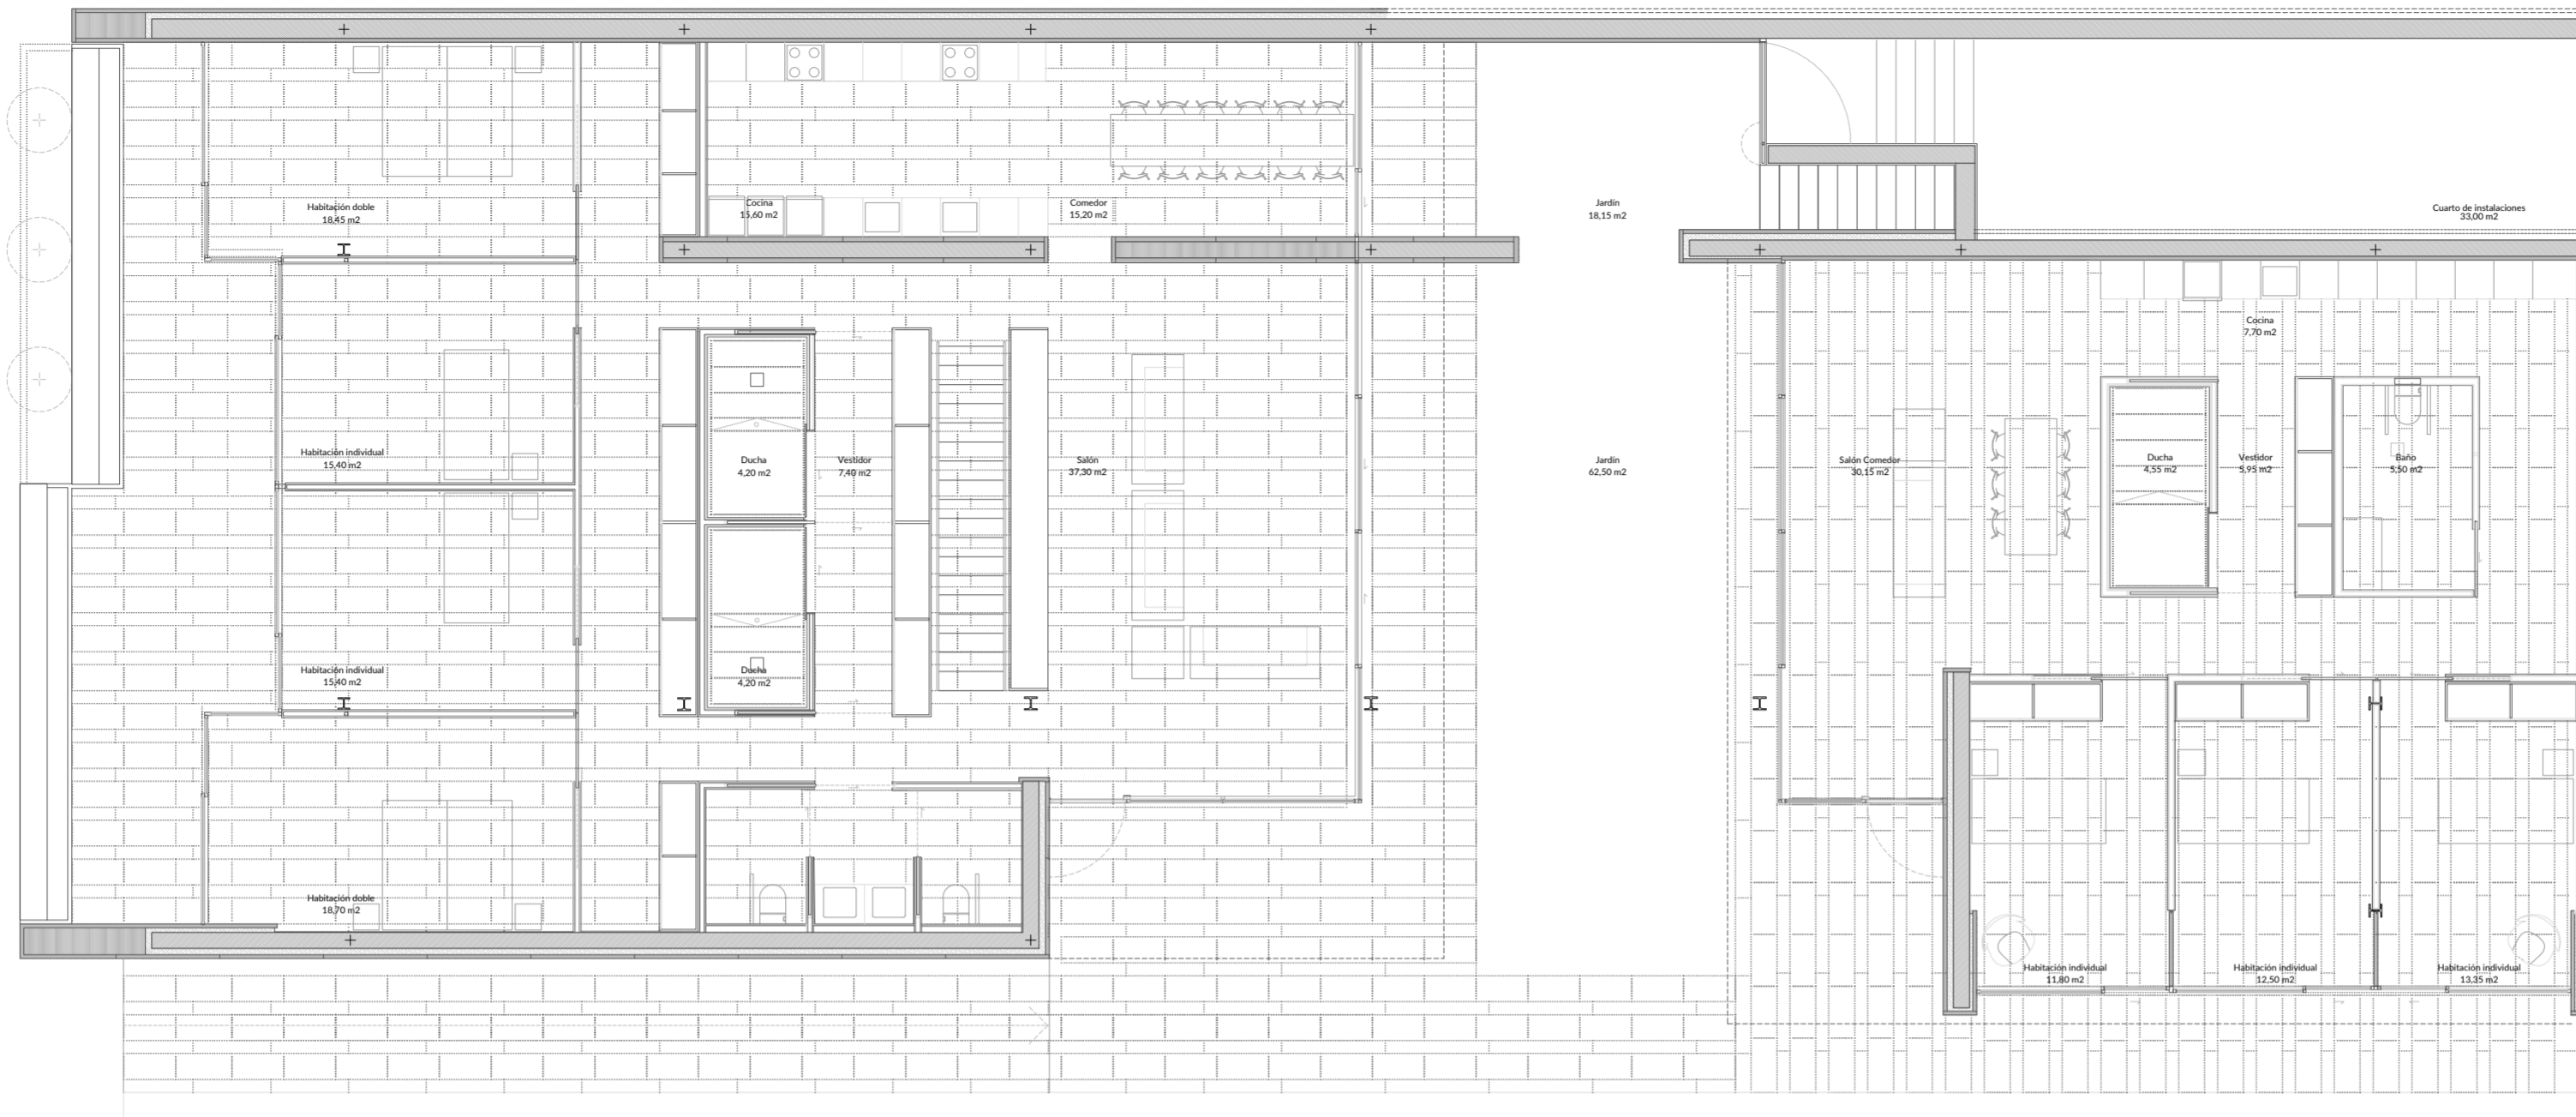 Habitación doble
18,45 m2
Cocina
15,60 m2
Comedor
15,20 m2
Jardín
18,15 m2
Cuarto de instalaciones
33,00 m2
Cocina
7,70 m2
Habitación individual
15,40 m2
Ducha
4,20 m2
Vestidor
7,40 m2
Salón
37,30 m2
Jardín
62,50 m2
Salón Comedor
30,15 m2
Ducha
4,55 m2
Vestidor
5,95 m2
Baño
5,50 m2
Habitación individual
15,40 m2
Ducha
4,20 m2
Habitación doble
18,70 m2
Habitación individual
11,80 m2
Habitación individual
12,50 m2
Habitación individual
13,35 m2